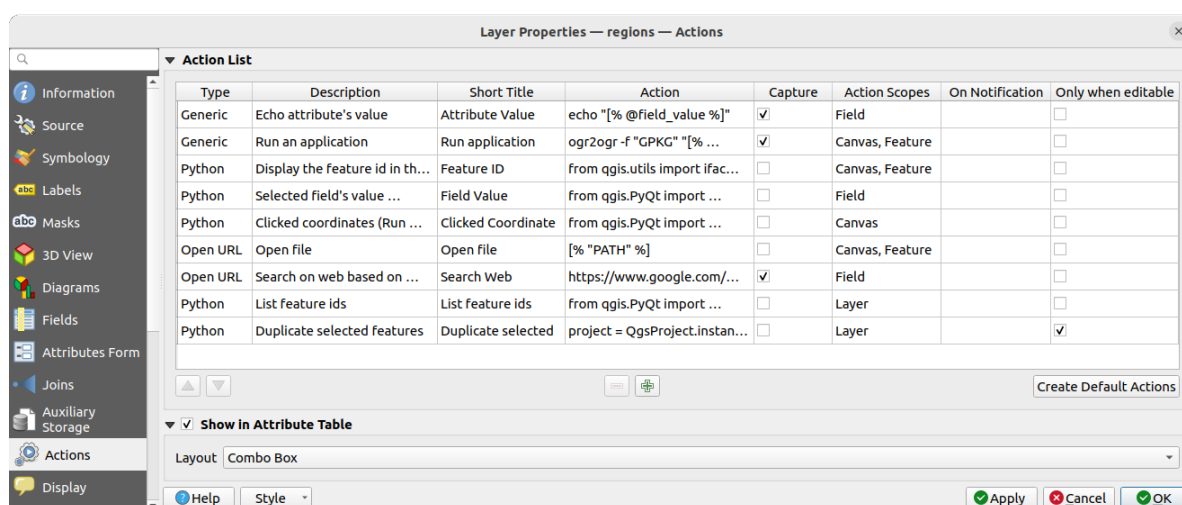 Layer Properties — regions — Actions
Information
Source
Symbology
Labels
Masks
3D View
Diagrams
Fields
Attributes Form
Joins
Auxiliary
Storage
Actions
Display
Action List
Type Description Short Title Action Capture Action Scopes On Notification Only when editable
Generic Echo attribute's value Attribute Value echo "[% @field_value %]" Field
Generic Run an application Run application ogr2ogr -f "GPKG" "[% … Canvas, Feature
Python Display the feature id in th… Feature ID from qgis.utils import ifac… Canvas, Feature
Python Selected field's value … Field Value from qgis.PyQt import … Field
Python Clicked coordinates (Run … Clicked Coordinate from qgis.PyQt import … Canvas
Open URL Open file Open file [% "PATH" %] Canvas, Feature
Open URL Search on web based on … Search Web https://www.google.com/… Field
Python List feature ids List feature ids from qgis.PyQt import … Layer
Python Duplicate selected features Duplicate selected project = QgsProject.instan… Layer
Create Default Actions
Show in Attribute Table
Layout Combo Box
Help Style Apply Cancel OK